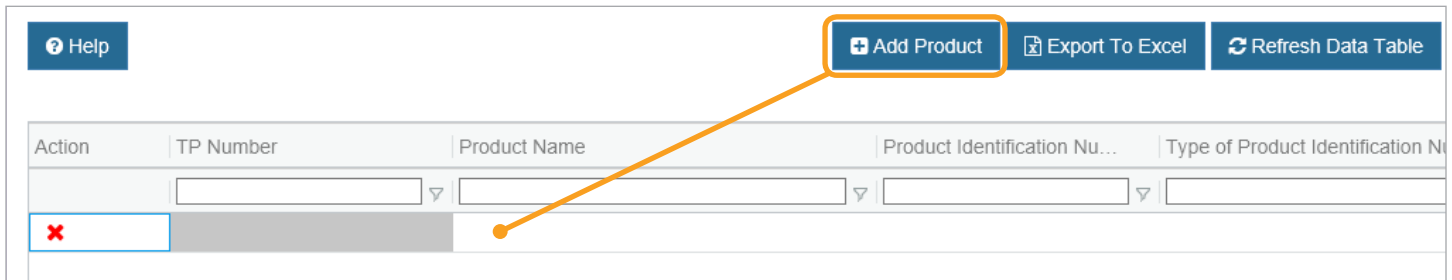 Help Add Product Export To Excel Refresh Data Table
Action TP Number Product Name Product Identification Nu... Type of Product Identification Nu